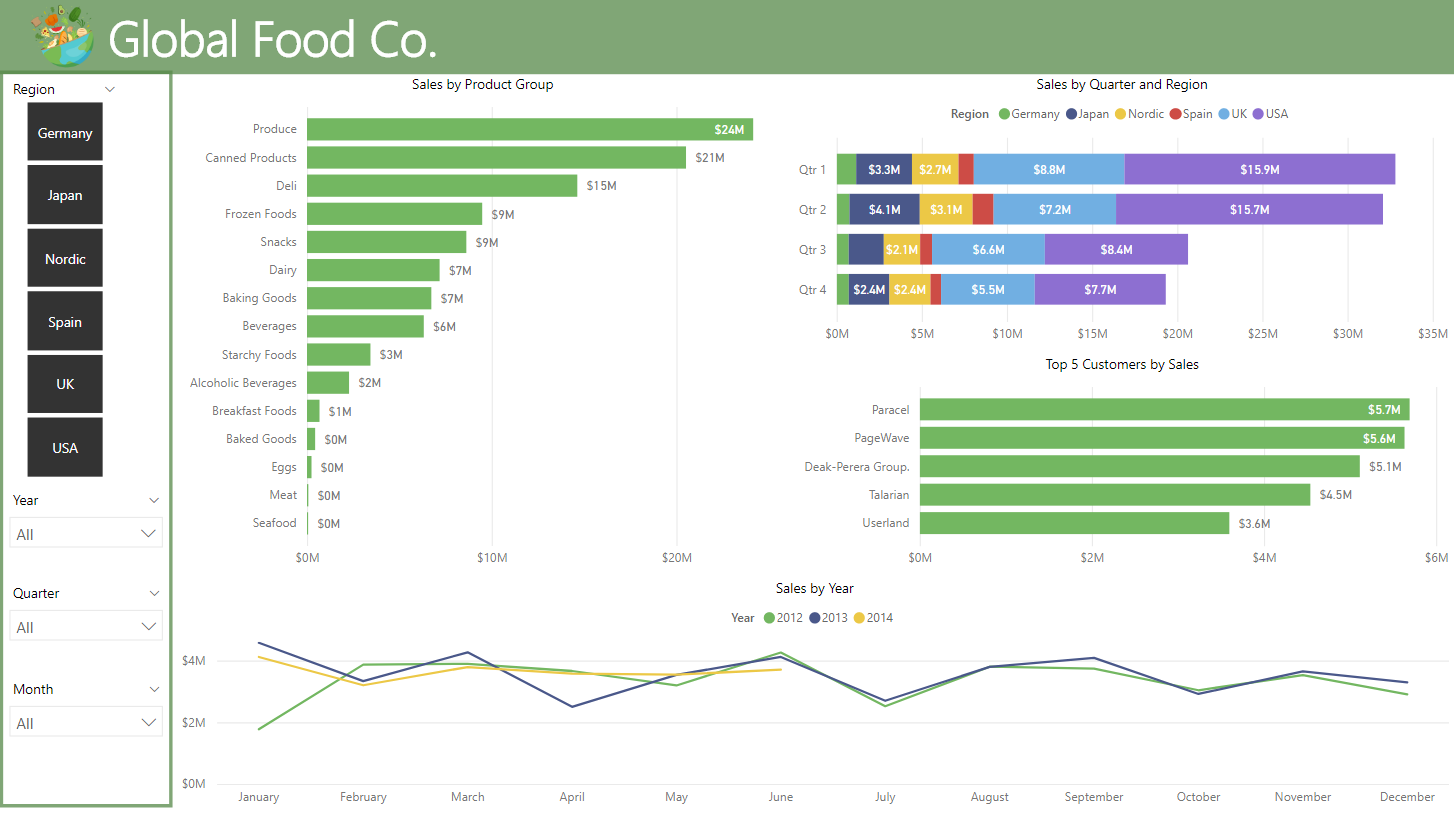 Global Food Co.
Region
Germany
Japan
Nordic
Spain
UK
USA
Year
All
Quarter
All
Month
All
Sales by Product Group
Produce $24M
Canned Products $21M
Deli $15M
Frozen Foods $9M
Snacks $9M
Dairy $7M
Baking Goods $7M
Beverages $6M
Starchy Foods $3M
Alcoholic Beverages $2M
Breakfast Foods $1M
Baked Goods $0M
Eggs $0M
Meat $0M
Seafood $0M
$0M $10M $20M
Sales by Quarter and Region
Region Germany Japan Nordic Spain UK USA
Qtr 1 $3.3M $2.7M $8.8M $15.9M
Qtr 2 $4.1M $3.1M $7.2M $15.7M
Qtr 3 $2.1M $6.6M $8.4M
Qtr 4 $2.4M $2.4M $5.5M $7.7M
$0M $5M $10M $15M $20M $25M $30M $35M
Top 5 Customers by Sales
Paracel $5.7M
PageWave $5.6M
Deak-Perera Group. $5.1M
Talarian $4.5M
Userland $3.6M
$0M $2M $4M $6M
Sales by Year
Year 2012 2013 2014
$4M
$2M
$0M
January February March April May June July August September October November December